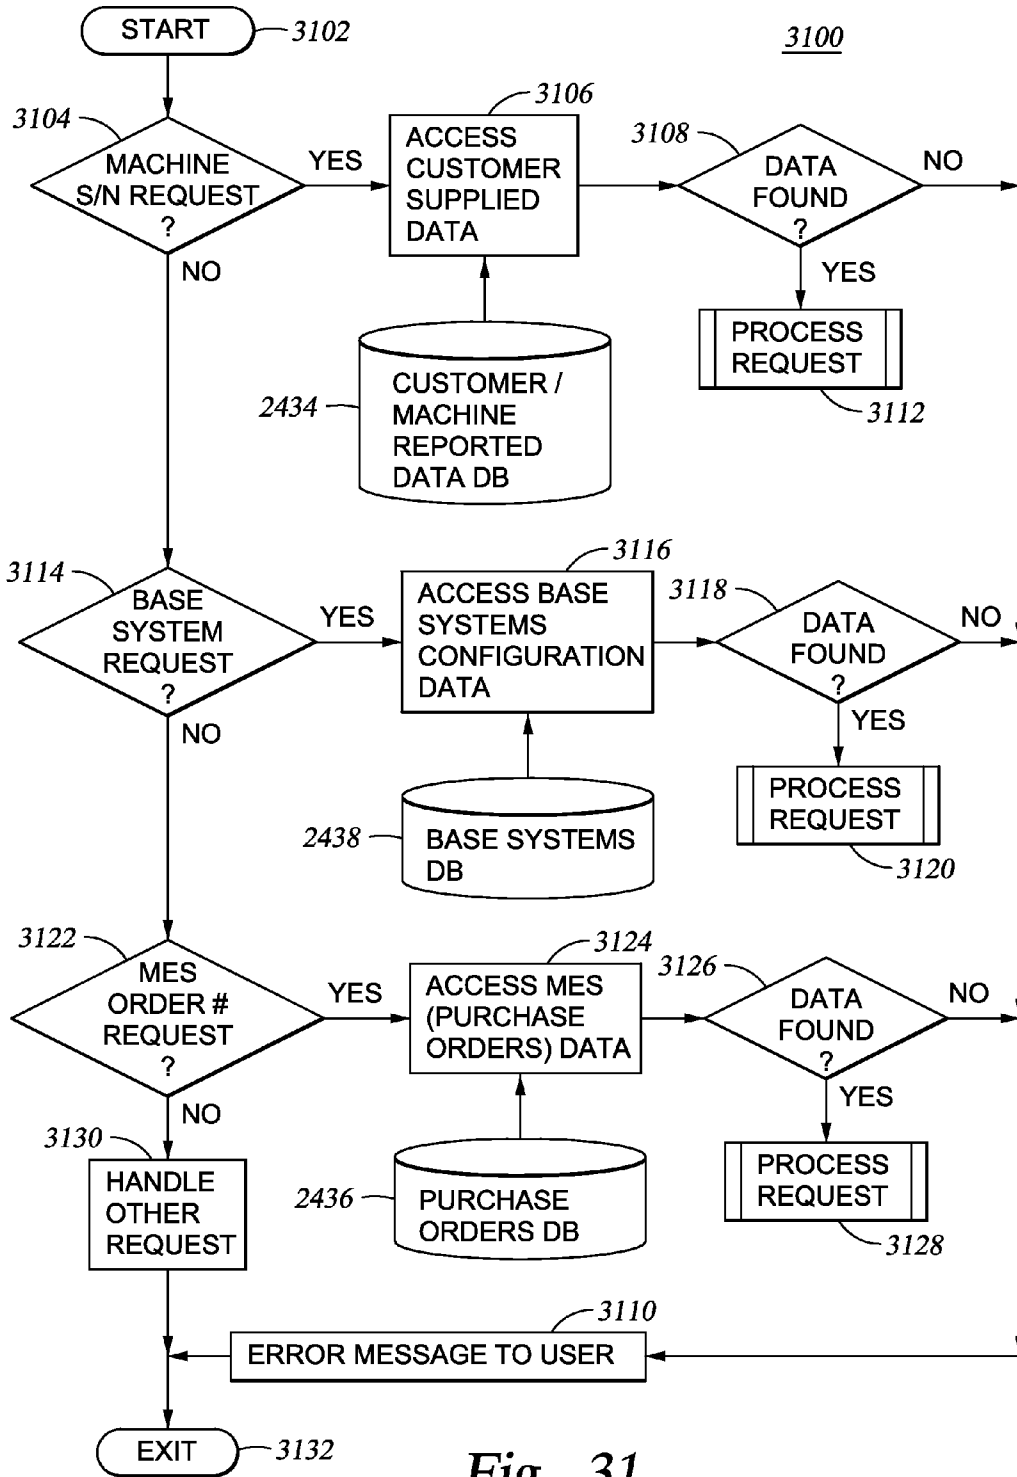 START
3102
3100
3104
MACHINE
S/N REQUEST
?
YES
NO
3106
ACCESS
CUSTOMER
SUPPLIED
DATA
3108
DATA
FOUND
?
NO
YES
PROCESS
REQUEST
3112
2434
CUSTOMER /
MACHINE
REPORTED
DATA DB
3114
BASE
SYSTEM
REQUEST
?
YES
NO
3116
ACCESS BASE
SYSTEMS
CONFIGURATION
DATA
3118
DATA
FOUND
?
NO
YES
PROCESS
REQUEST
3120
2438
BASE SYSTEMS
DB
3122
MES
ORDER #
REQUEST
?
YES
NO
3124
ACCESS MES
(PURCHASE
ORDERS) DATA
3126
DATA
FOUND
?
NO
YES
PROCESS
REQUEST
3128
2436
PURCHASE
ORDERS DB
3130
HANDLE
OTHER
REQUEST
3110
ERROR MESSAGE TO USER
EXIT
3132
Fig. 31